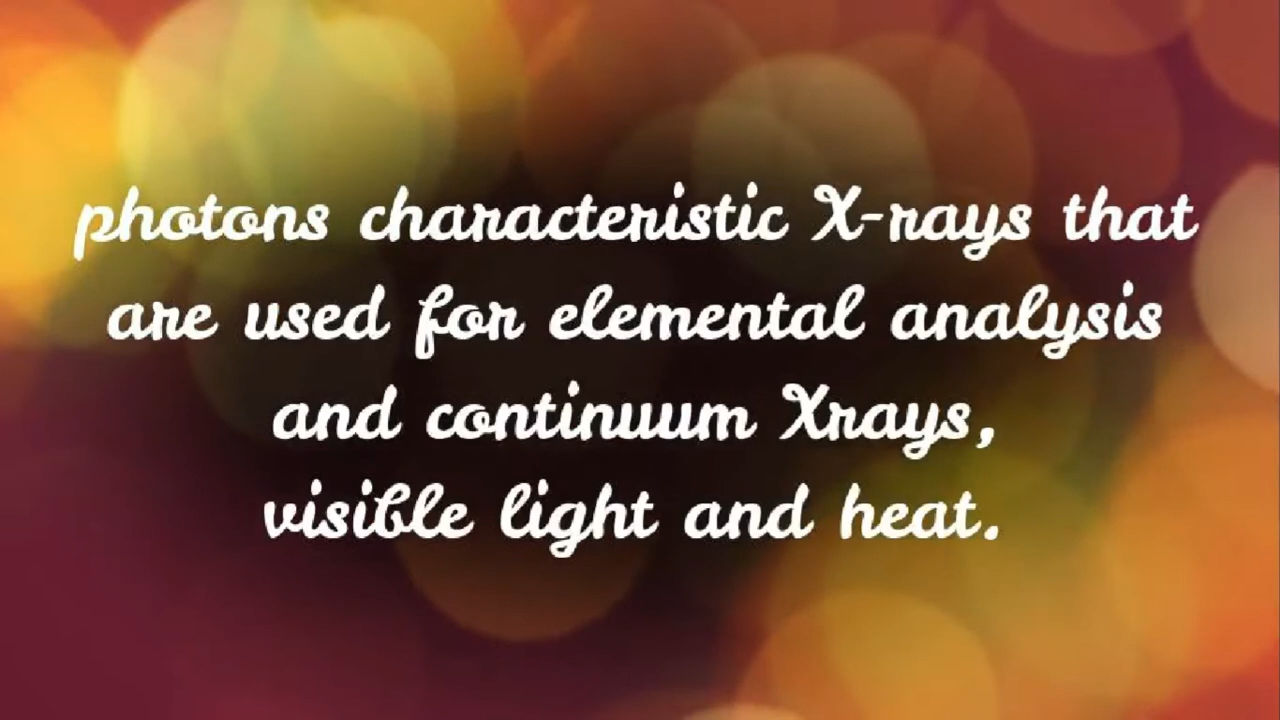 photons characteristic X-rays that
are used for elemental analysis
and continuum Xrays,
visible light and heat.